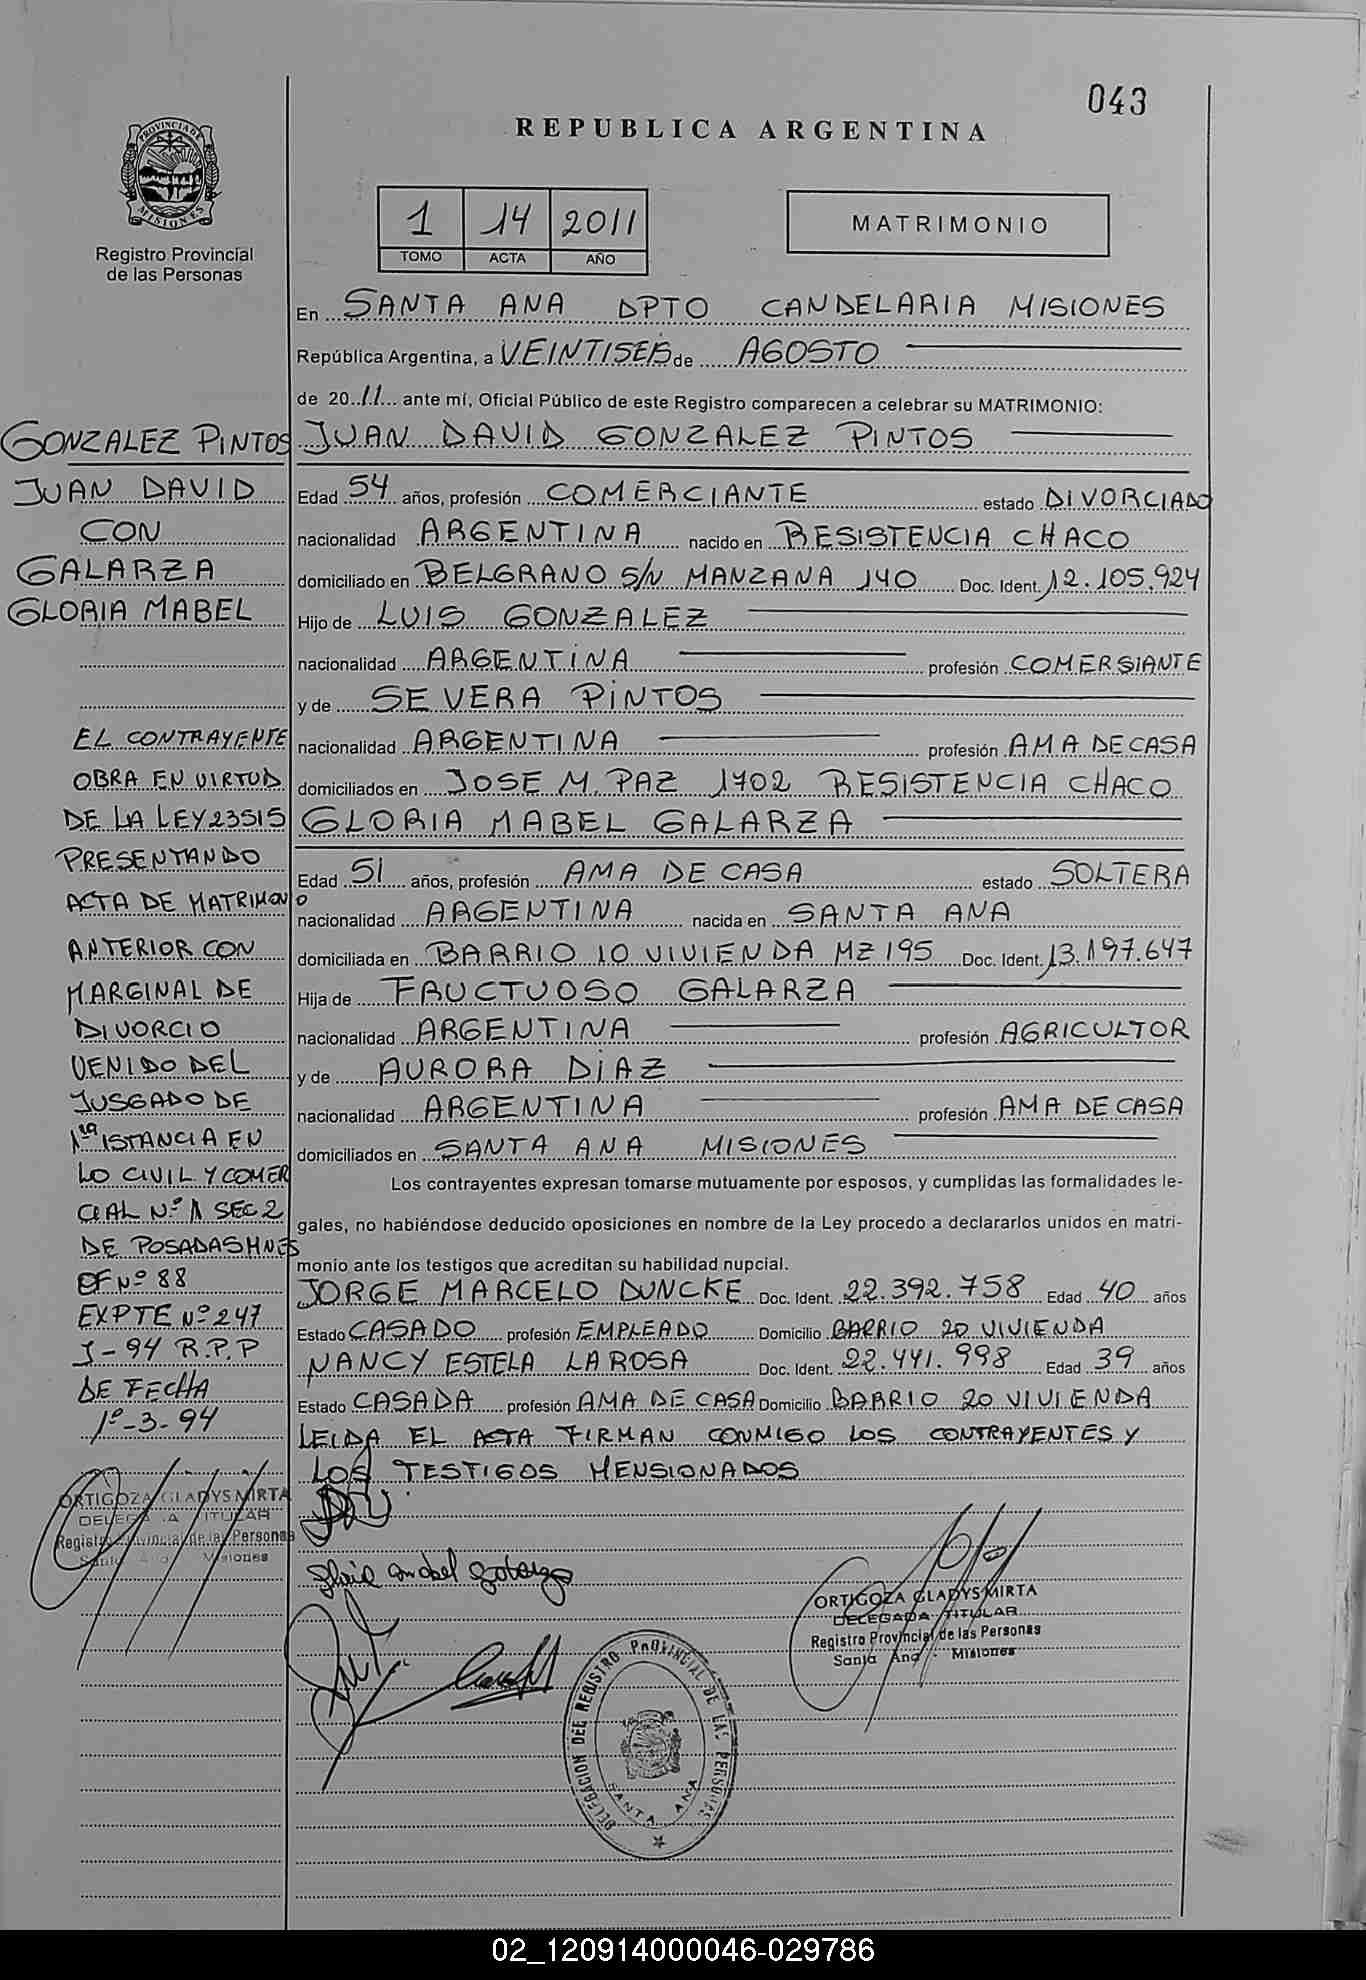 043
REPUBLICA ARGENTINA
PROVINCIA DE
MISIONES
Registro Provincial
de las Personas
1 14 2011
TOMO ACTA AÑO
MATRIMONIO
En SANTA ANA DPTO CANDELARIA MISIONES
República Argentina, a VEINTISEIS de AGOSTO
de 2011 ante mí, Oficial Público de este Registro comparecen a celebrar su MATRIMONIO:
JUAN DAVID GONZALEZ PINTOS
Edad 54 años, profesión COMERCIANTE estado DIVORCIADO
nacionalidad ARGENTINA nacido en RESISTENCIA CHACO
domiciliado en BELGRANO S/N MANZANA 140 Doc. Ident. 12.105.924
Hijo de LUIS GONZALEZ
nacionalidad ARGENTINA profesión COMERSIANTE
y de SEVERA PINTOS
nacionalidad ARGENTINA profesión AMA DE CASA
domiciliados en JOSE M. PAZ 1702 RESISTENCIA CHACO
GLORIA MABEL GALARZA
Edad 51 años, profesión AMA DE CASA estado SOLTERA
nacionalidad ARGENTINA nacida en SANTA ANA
domiciliada en BARRIO 10 VIVIENDA MZ 195 Doc. Ident. 13.197.647
Hija de FRUCTUOSO GALARZA
nacionalidad ARGENTINA profesión AGRICULTOR
y de AURORA DIAZ
nacionalidad ARGENTINA profesión AMA DE CASA
domiciliados en SANTA ANA MISIONES
Los contrayentes expresan tomarse mutuamente por esposos, y cumplidas las formalidades le-
gales, no habiéndose deducido oposiciones en nombre de la Ley procedo a declararlos unidos en matri-
monio ante los testigos que acreditan su habilidad nupcial.
JORGE MARCELO DUNCKE Doc. Ident. 22.392.758 Edad 40 años
Estado CASADO profesión EMPLEADO Domicilio BARRIO 20 VIVIENDA
NANCY ESTELA LAROSA Doc. Ident. 22.441.998 Edad 39 años
Estado CASADA profesión AMA DE CASA Domicilio BARRIO 20 VIVIENDA
LEIDA EL ACTA FIRMAN CONMIGO LOS CONTRAYENTES Y
LOS TESTIGOS MENSIONADOS
GONZALEZ PINTOS
JUAN DAVID
CON
GALARZA
GLORIA MABEL
EL CONTRAYENTE
OBRA EN VIRTUD
DE LA LEY 23515
PRESENTANDO
ACTA DE MATRIMONIO
ANTERIOR CON
MARGINAL DE
DIVORCIO
VENIDO DEL
JUSGADO DE
1ra ISTANCIA EN
LO CIVIL Y COMER
CIAL Nº 1 SEC 2
DE POSADAS MNES
OF Nº 88
EXPTE Nº 247
J-94 R.P.P
DE FECHA
1º-3-94
ORTIGOZA GLADYS MIRTA
DELEGADA TITULAR
Registro Provincial de las Personas
Santa Ana Misiones
ORTIGOZA GLADYS MIRTA
DELEGADA TITULAR
Registro Provincial de las Personas
Santa Ana - Misiones
DELEGACION DEL REGISTRO PROVINCIAL DE LAS PERSONAS
SANTA ANA
02_120914000046-029786